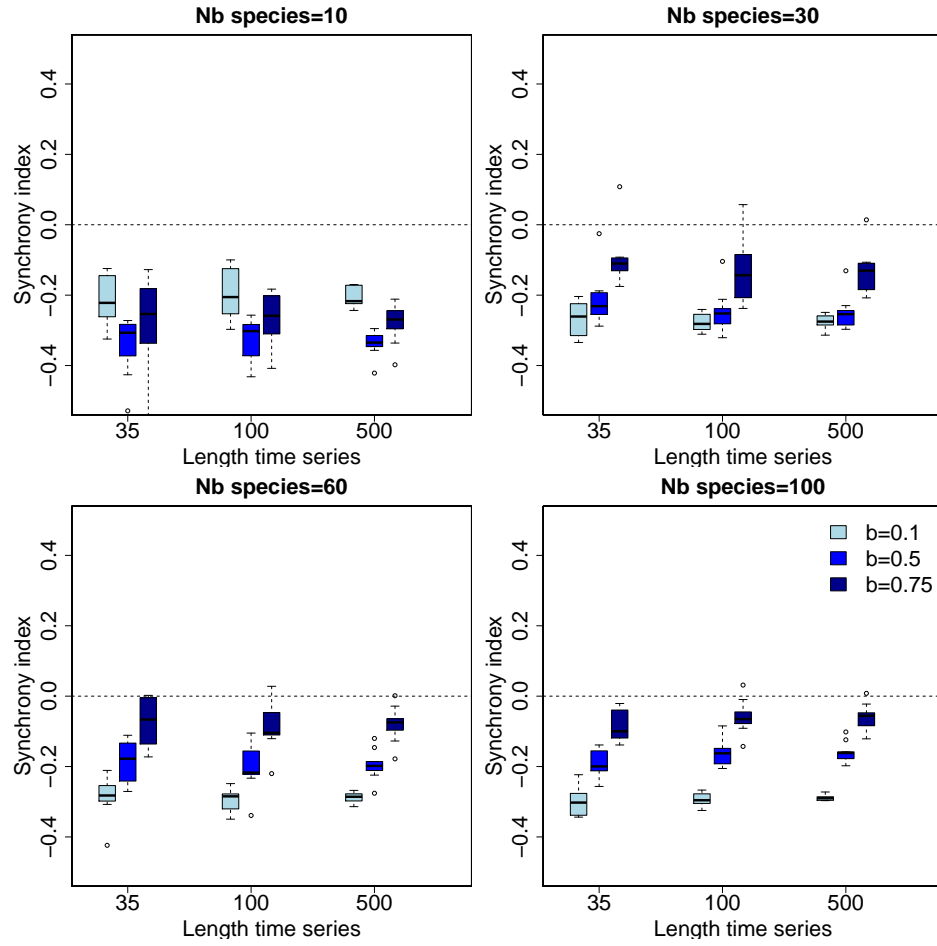 Nb species=10
Synchrony index
0.4
0.2
0.0
−0.2
−0.4
35
100
500
Length time series
Nb species=30
Synchrony index
0.4
0.2
0.0
−0.2
−0.4
35
100
500
Length time series
Nb species=60
Synchrony index
0.4
0.2
0.0
−0.2
−0.4
35
100
500
Length time series
Nb species=100
Synchrony index
0.4
0.2
0.0
−0.2
−0.4
b=0.1
b=0.5
b=0.75
35
100
500
Length time series